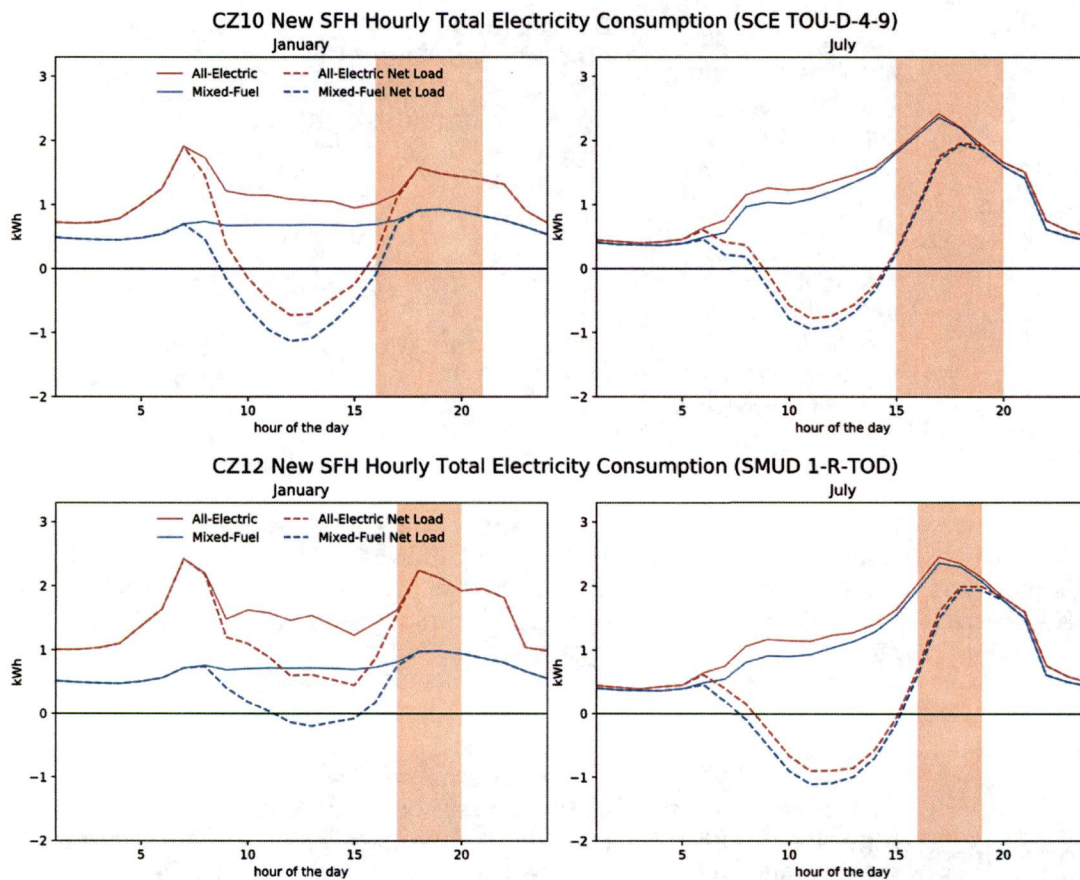 CZ10 New SFH Hourly Total Electricity Consumption (SCE TOU-D-4-9)
January
July
All-Electric
All-Electric Net Load
Mixed-Fuel
Mixed-Fuel Net Load
3
2
1
0
−1
−2
kWh
5
10
15
20
hour of the day
3
2
1
0
−1
−2
kWh
5
10
15
20
hour of the day
CZ12 New SFH Hourly Total Electricity Consumption (SMUD 1-R-TOD)
January
July
All-Electric
All-Electric Net Load
Mixed-Fuel
Mixed-Fuel Net Load
3
2
1
0
−1
−2
kWh
5
10
15
20
hour of the day
3
2
1
0
−1
−2
kWh
5
10
15
20
hour of the day